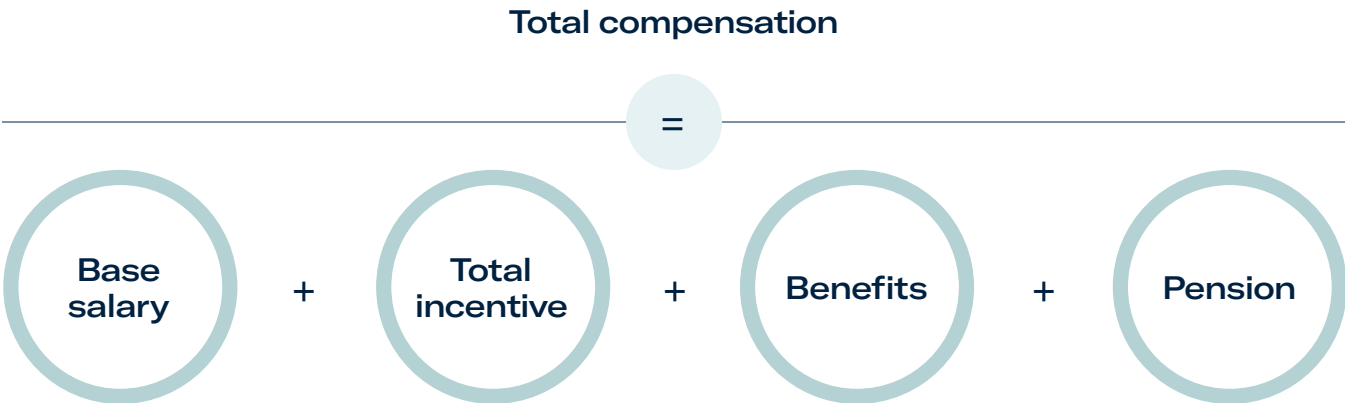 Total compensation
=
Base
salary
+
Total
incentive
+
Benefits
+
Pension